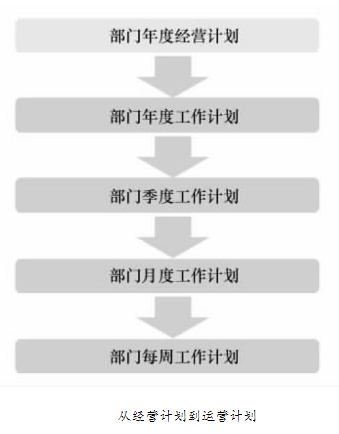 部门年度经营计划
部门年度工作计划
部门季度工作计划
部门月度工作计划
部门每周工作计划
从经营计划到运营计划